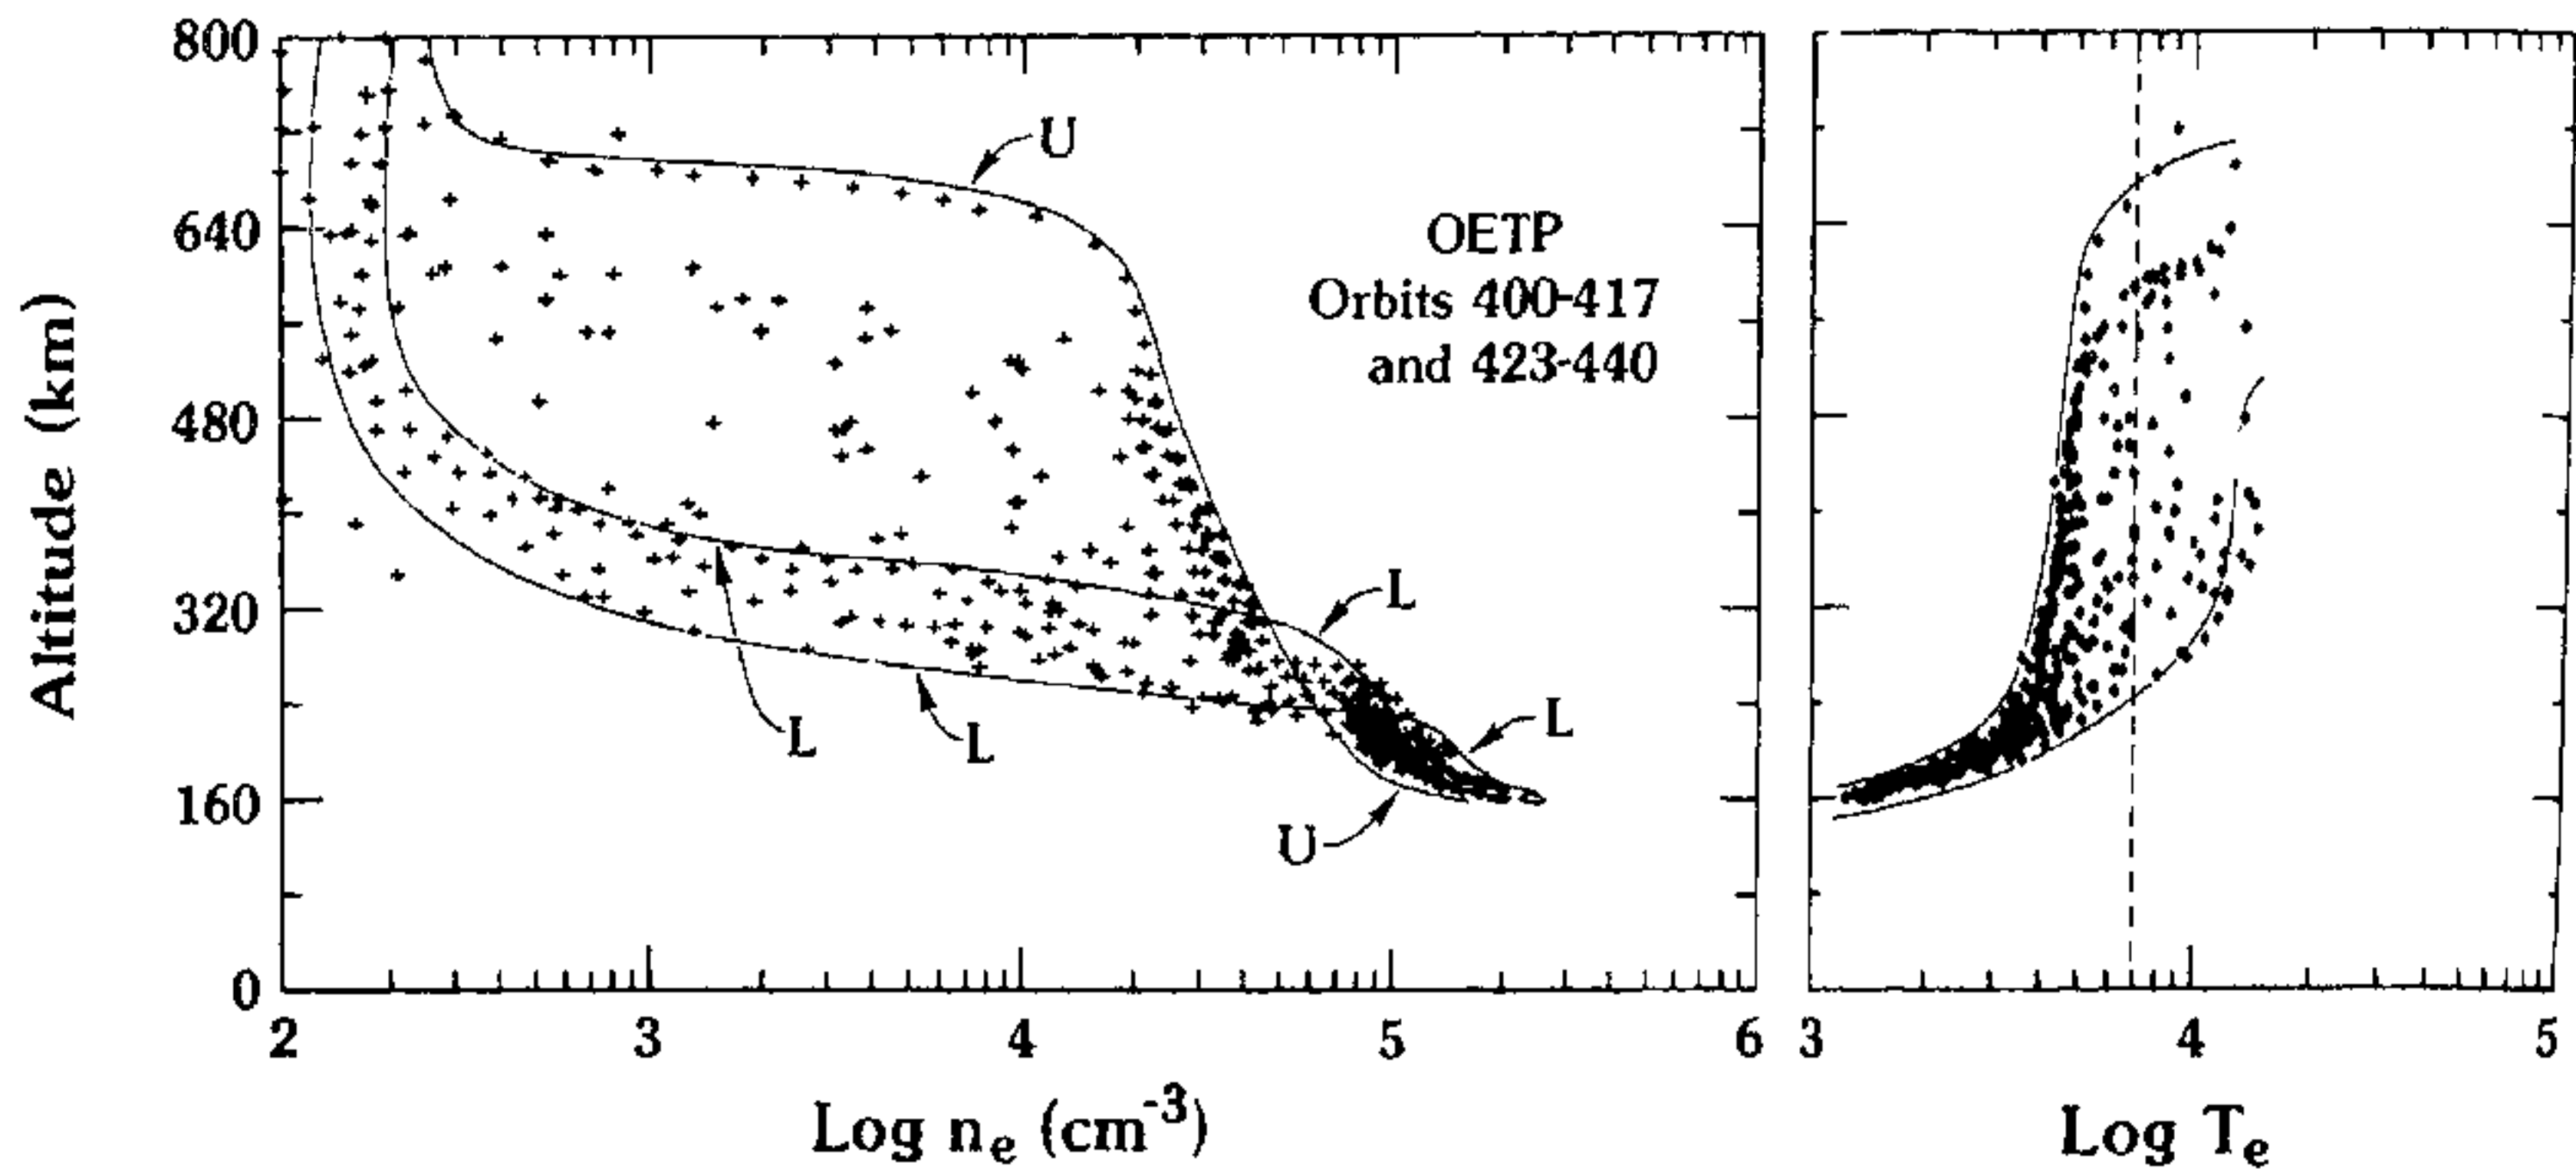 800
640
480
320
160
0
Altitude (km)
U
OETP
Orbits 400-417
and 423-440
L
L
L
L
U
2 3 4 5 6
3 4 5
Log nₑ (cm⁻³)
Log Tₑ